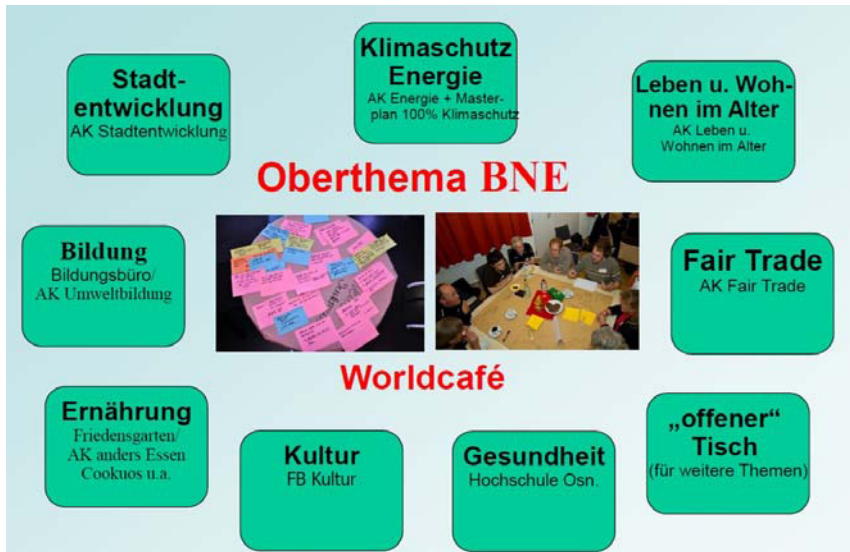 Stadt-
entwicklung
AK Stadtentwicklung
Klimaschutz
Energie
AK Energie + Master-
plan 100% Klimaschutz
Leben u. Woh-
nen im Alter
AK Leben u.
Wohnen im Alter
Oberthema BNE
Bildung
Bildungsbüro/
AK Umweltbildung
Fair Trade
AK Fair Trade
Worldcafé
Ernährung
Friedensgarten/
AK anders Essen
Cookuos u.a.
Kultur
FB Kultur
Gesundheit
Hochschule Osn.
„offener“
Tisch
(für weitere Themen)